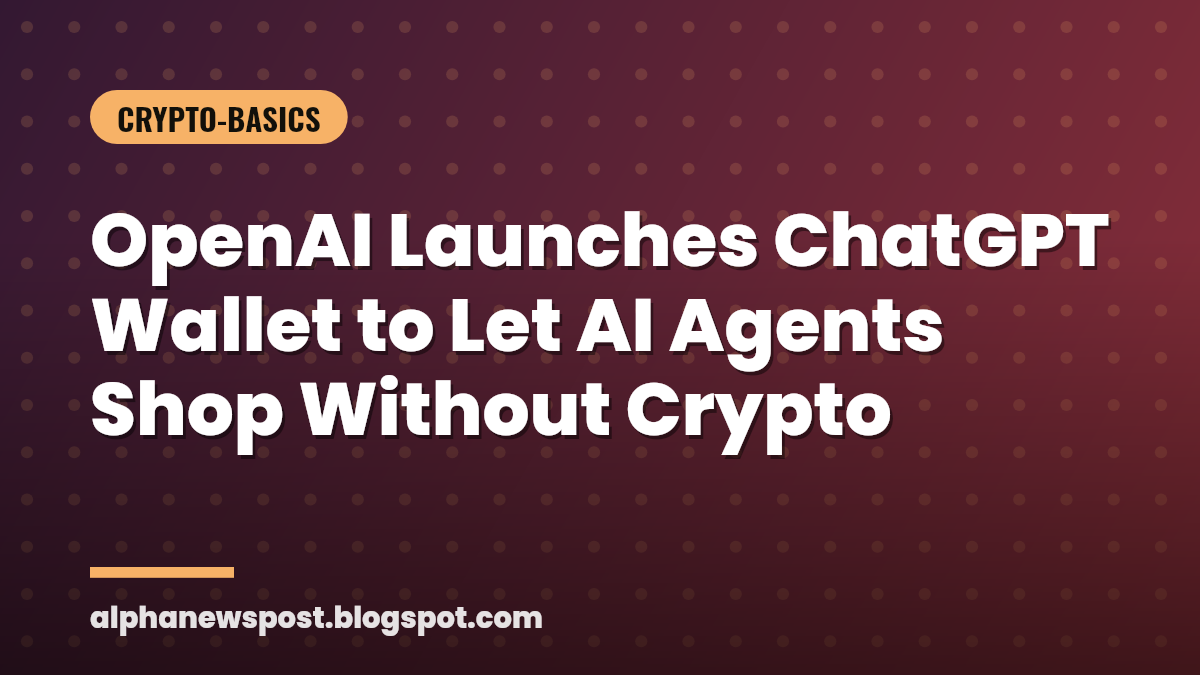 CRYPTO-BASICS
OpenAI Launches ChatGPT
Wallet to Let AI Agents
Shop Without Crypto
alphanewspost.blogspot.com